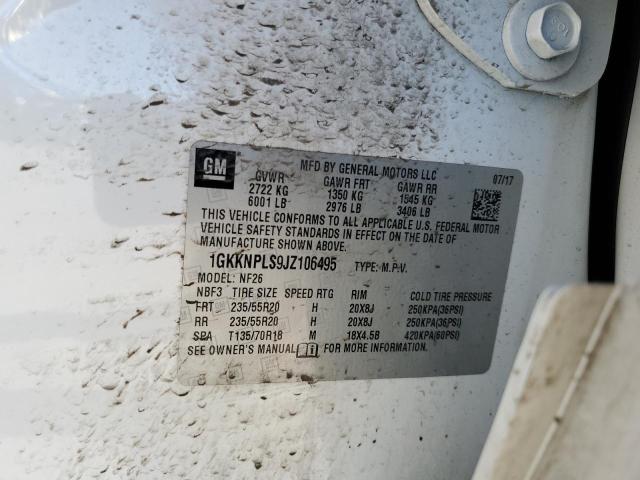 GM
MFD BY GENERAL MOTORS LLC 07/17
GVWR GAWR FRT GAWR RR
2722 KG 1350 KG 1545 KG
6001 LB 2976 LB 3406 LB
THIS VEHICLE CONFORMS TO ALL APPLICABLE U.S. FEDERAL MOTOR
VEHICLE SAFETY STANDARDS IN EFFECT ON THE DATE OF
MANUFACTURE SHOWN ABOVE.
1GKKNPLS9JZ106495 TYPE: M.P.V.
MODEL: NF26
NBF3 TIRE SIZE SPEED RTG RIM COLD TIRE PRESSURE
FRT 235/55R20 H 20X8J 250KPA(36PSI)
RR 235/55R20 H 20X8J 250KPA(36PSI)
SPA T135/70R18 M 18X4.5B 420KPA(60PSI)
SEE OWNER'S MANUAL FOR MORE INFORMATION.